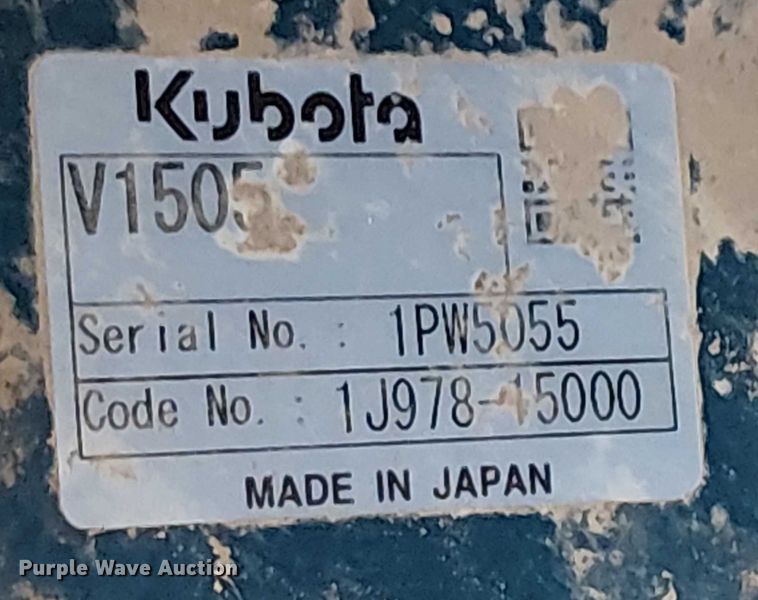 Kubota
V1505
Serial No. : 1PW5055
Code No. : 1J978-15000
MADE IN JAPAN
Purple Wave Auction